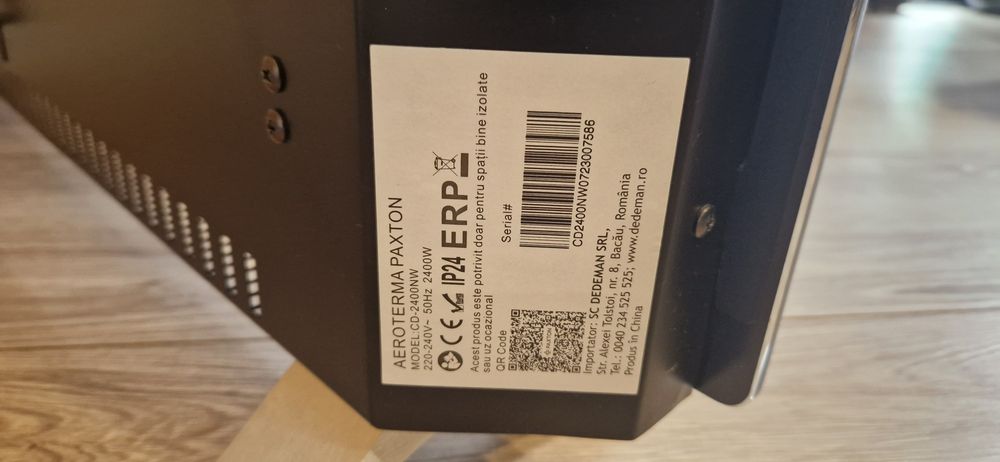 AEROTERMA PAXTON
MODEL:CD-2400NW
220-240V~ 50Hz 2400W
CE IP24 ERP
Acest produs este potrivit doar pentru spații bine izolate
sau uz ocazional
QR Code
PAXTON
Serial#
CD2400NW0723007586
Importator: SC DEDEMAN SRL,
Str. Alexei Tolstoi, nr. 8, Bacău, România
Tel.: 0040 234 525 525; www.dedeman.ro
Produs în China